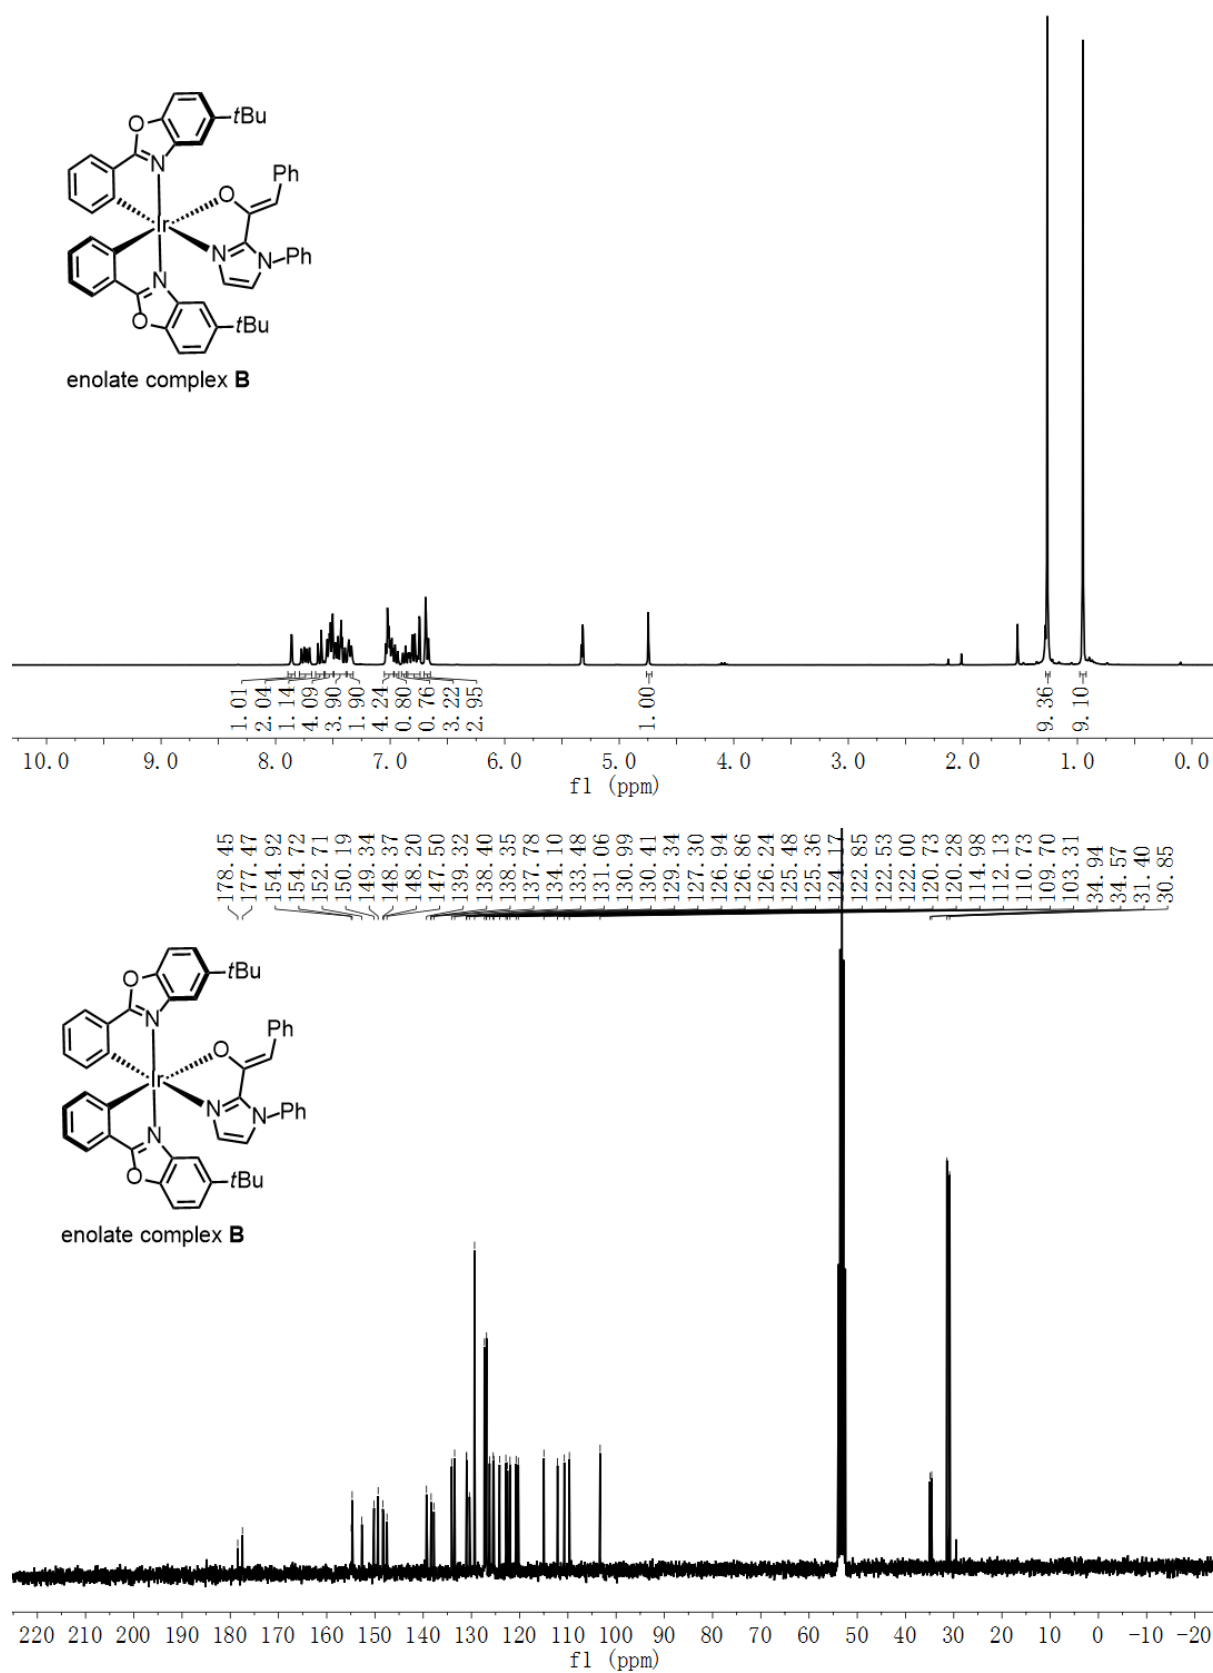 O
tBu
N
Ph
O
Ir
N
N
Ph
N
O
tBu
enolate complex B
1.01
2.04
1.14
4.09
3.90
1.90
4.24
0.80
0.76
3.22
2.95
1.00
9.36
9.10
10.0 9.0 8.0 7.0 6.0 5.0 4.0 3.0 2.0 1.0 0.0
f1 (ppm)
178.45
177.47
154.92
154.72
152.71
150.19
149.34
148.37
148.20
147.50
139.32
138.40
138.35
137.78
134.10
133.48
131.06
130.99
130.41
129.34
127.30
126.94
126.86
126.24
125.48
125.36
124.17
122.85
122.53
122.00
120.73
120.28
114.98
112.13
110.73
109.70
103.31
34.94
34.57
31.40
30.85
O
tBu
N
Ph
O
Ir
N
N
Ph
N
O
tBu
enolate complex B
220 210 200 190 180 170 160 150 140 130 120 110 100 90 80 70 60 50 40 30 20 10 0 -10 -20
f1 (ppm)